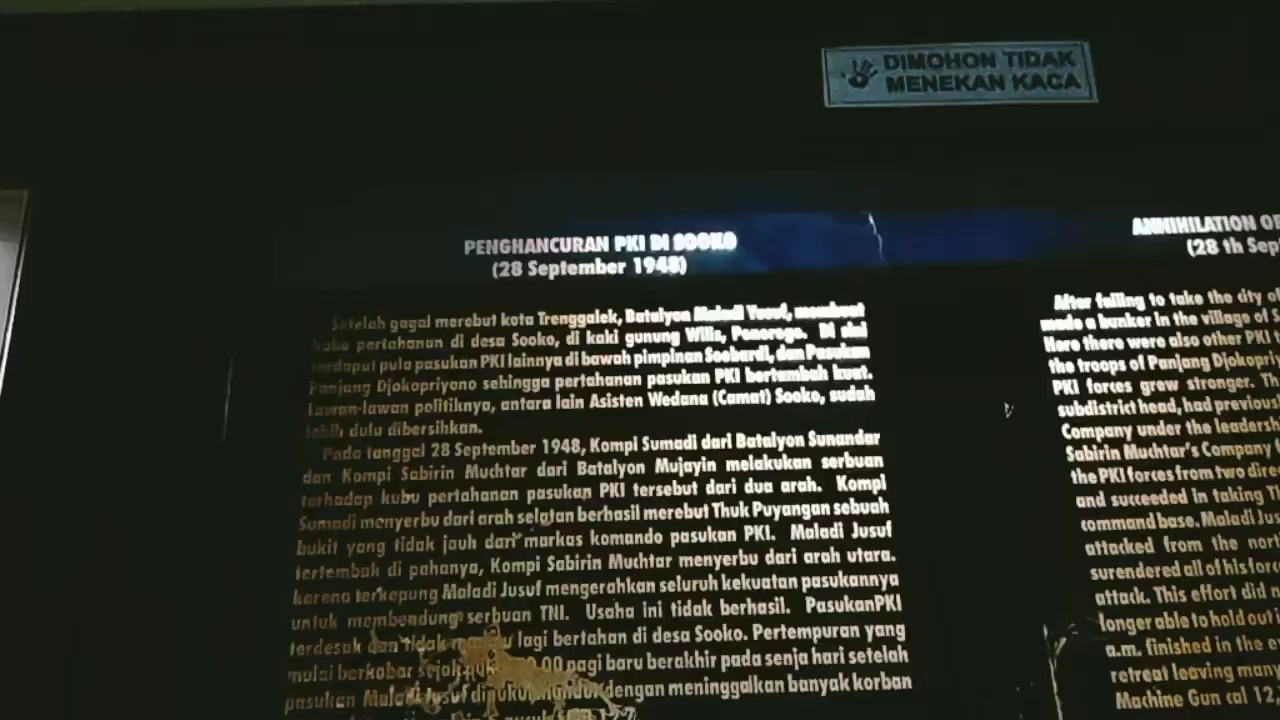 DIMOHON TIDAK
MENEKAN KACA
PENGHANCURAN PKI DI SOOKO
(28 September 1948)
Setelah gagal merebut kota Trenggalek, Batalyon Maladi Yusuf, membuat
kubu pertahanan di desa Sooko, di kaki gunung Wilis, Ponorogo. Di sini
terdapat pula pasukan PKI lainnya di bawah pimpinan Soebardi, dan Pasukan
Panjang Djokopriyono sehingga pertahanan pasukan PKI bertambah kuat.
Lawan-lawan politiknya, antara lain Asisten Wedana (Camat) Sooko, sudah
lebih dulu dibersihkan.
Pada tanggal 28 September 1948, Kompi Sumadi dari Batalyon Sunandar
dan Kompi Sabirin Muchtar dari Batalyon Mujayin melakukan serbuan
terhadap kubu pertahanan pasukan PKI tersebut dari dua arah. Kompi
Sumadi menyerbu dari arah selatan berhasil merebut Thuk Puyangan sebuah
bukit yang tidak jauh dari markas komando pasukan PKI. Maladi Jusuf
tertembak di pahanya, Kompi Sabirin Muchtar menyerbu dari arah utara.
karena terkepung Maladi Jusuf mengerahkan seluruh kekuatan pasukannya
untuk membendung serbuan TNI. Usaha ini tidak berhasil. PasukanPKI
terdesak dan tidak lagi bertahan di desa Sooko. Pertempuran yang
mulai berkobar sejak pagi baru berakhir pada senja hari setelah
pasukan Maladi Jusuf dipukul mundur dengan meninggalkan banyak korban
ANNIHILATION OF
(28 th Sep
After failing to take the city of
made a bunker in the village of S
Here there were also other PKI
the troops of Panjang Djokopri
PKI forces grew stronger. Th
subdistrict head, had previous
Company under the leadersh
Sabirin Muchtar's Company
the PKI forces from two dire
and succeeded in taking T
command base. Maladi Jus
attacked from the nort
surendered all of his forc
attack. This effort did n
longer able to hold out
a.m. finished in the e
retreat leaving many
Machine Gun cal 12,